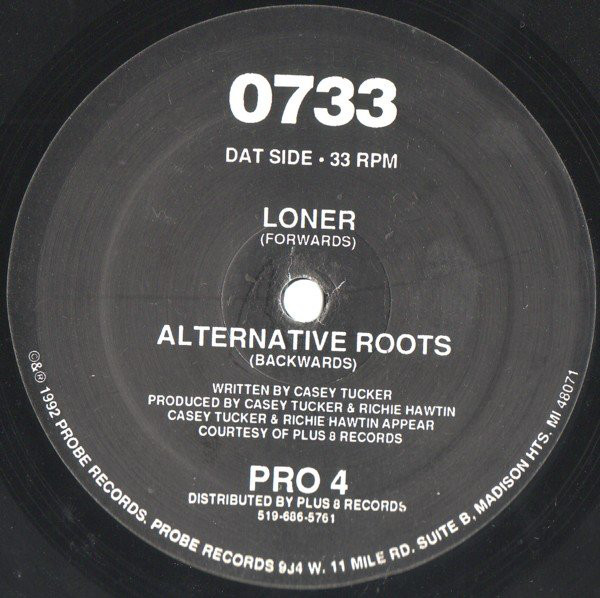 0733
DAT SIDE • 33 RPM
LONER
(FORWARDS)
ALTERNATIVE ROOTS
(BACKWARDS)
WRITTEN BY CASEY TUCKER
PRODUCED BY CASEY TUCKER & RICHIE HAWTIN
CASEY TUCKER & RICHIE HAWTIN APPEAR
COURTESY OF PLUS 8 RECORDS
PRO 4
DISTRIBUTED BY PLUS 8 RECORDS
519-686-5761
©&℗ 1992 PROBE RECORDS. PROBE RECORDS 9J4 W. 11 MILE RD. SUITE B, MADISON HTS. MI 48071